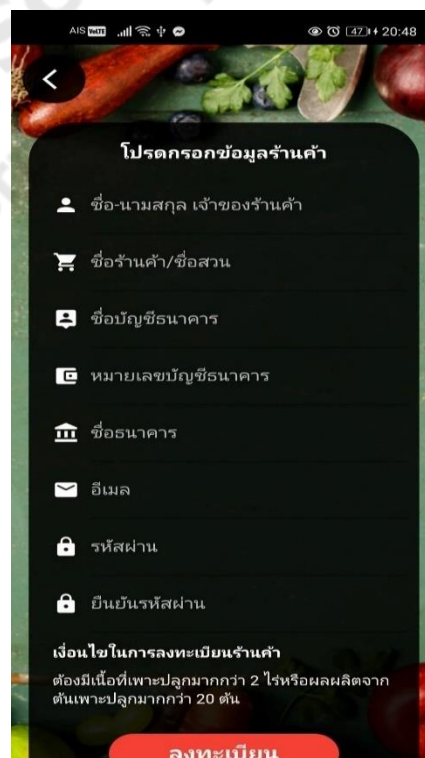 AIS VoLTE 47 20:48
โปรดกรอกข้อมูลร้านค้า
ชื่อ-นามสกุล เจ้าของร้านค้า
ชื่อร้านค้า/ชื่อสวน
ชื่อบัญชีธนาคาร
หมายเลขบัญชีธนาคาร
ชื่อธนาคาร
อีเมล
รหัสผ่าน
ยืนยันรหัสผ่าน
เงื่อนไขในการลงทะเบียนร้านค้า
ต้องมีเนื้อที่เพาะปลูกมากกว่า 2 ไร่หรือผลผลิตจาก
ต้นเพาะปลูกมากกว่า 20 ต้น
ลงทะเบียน